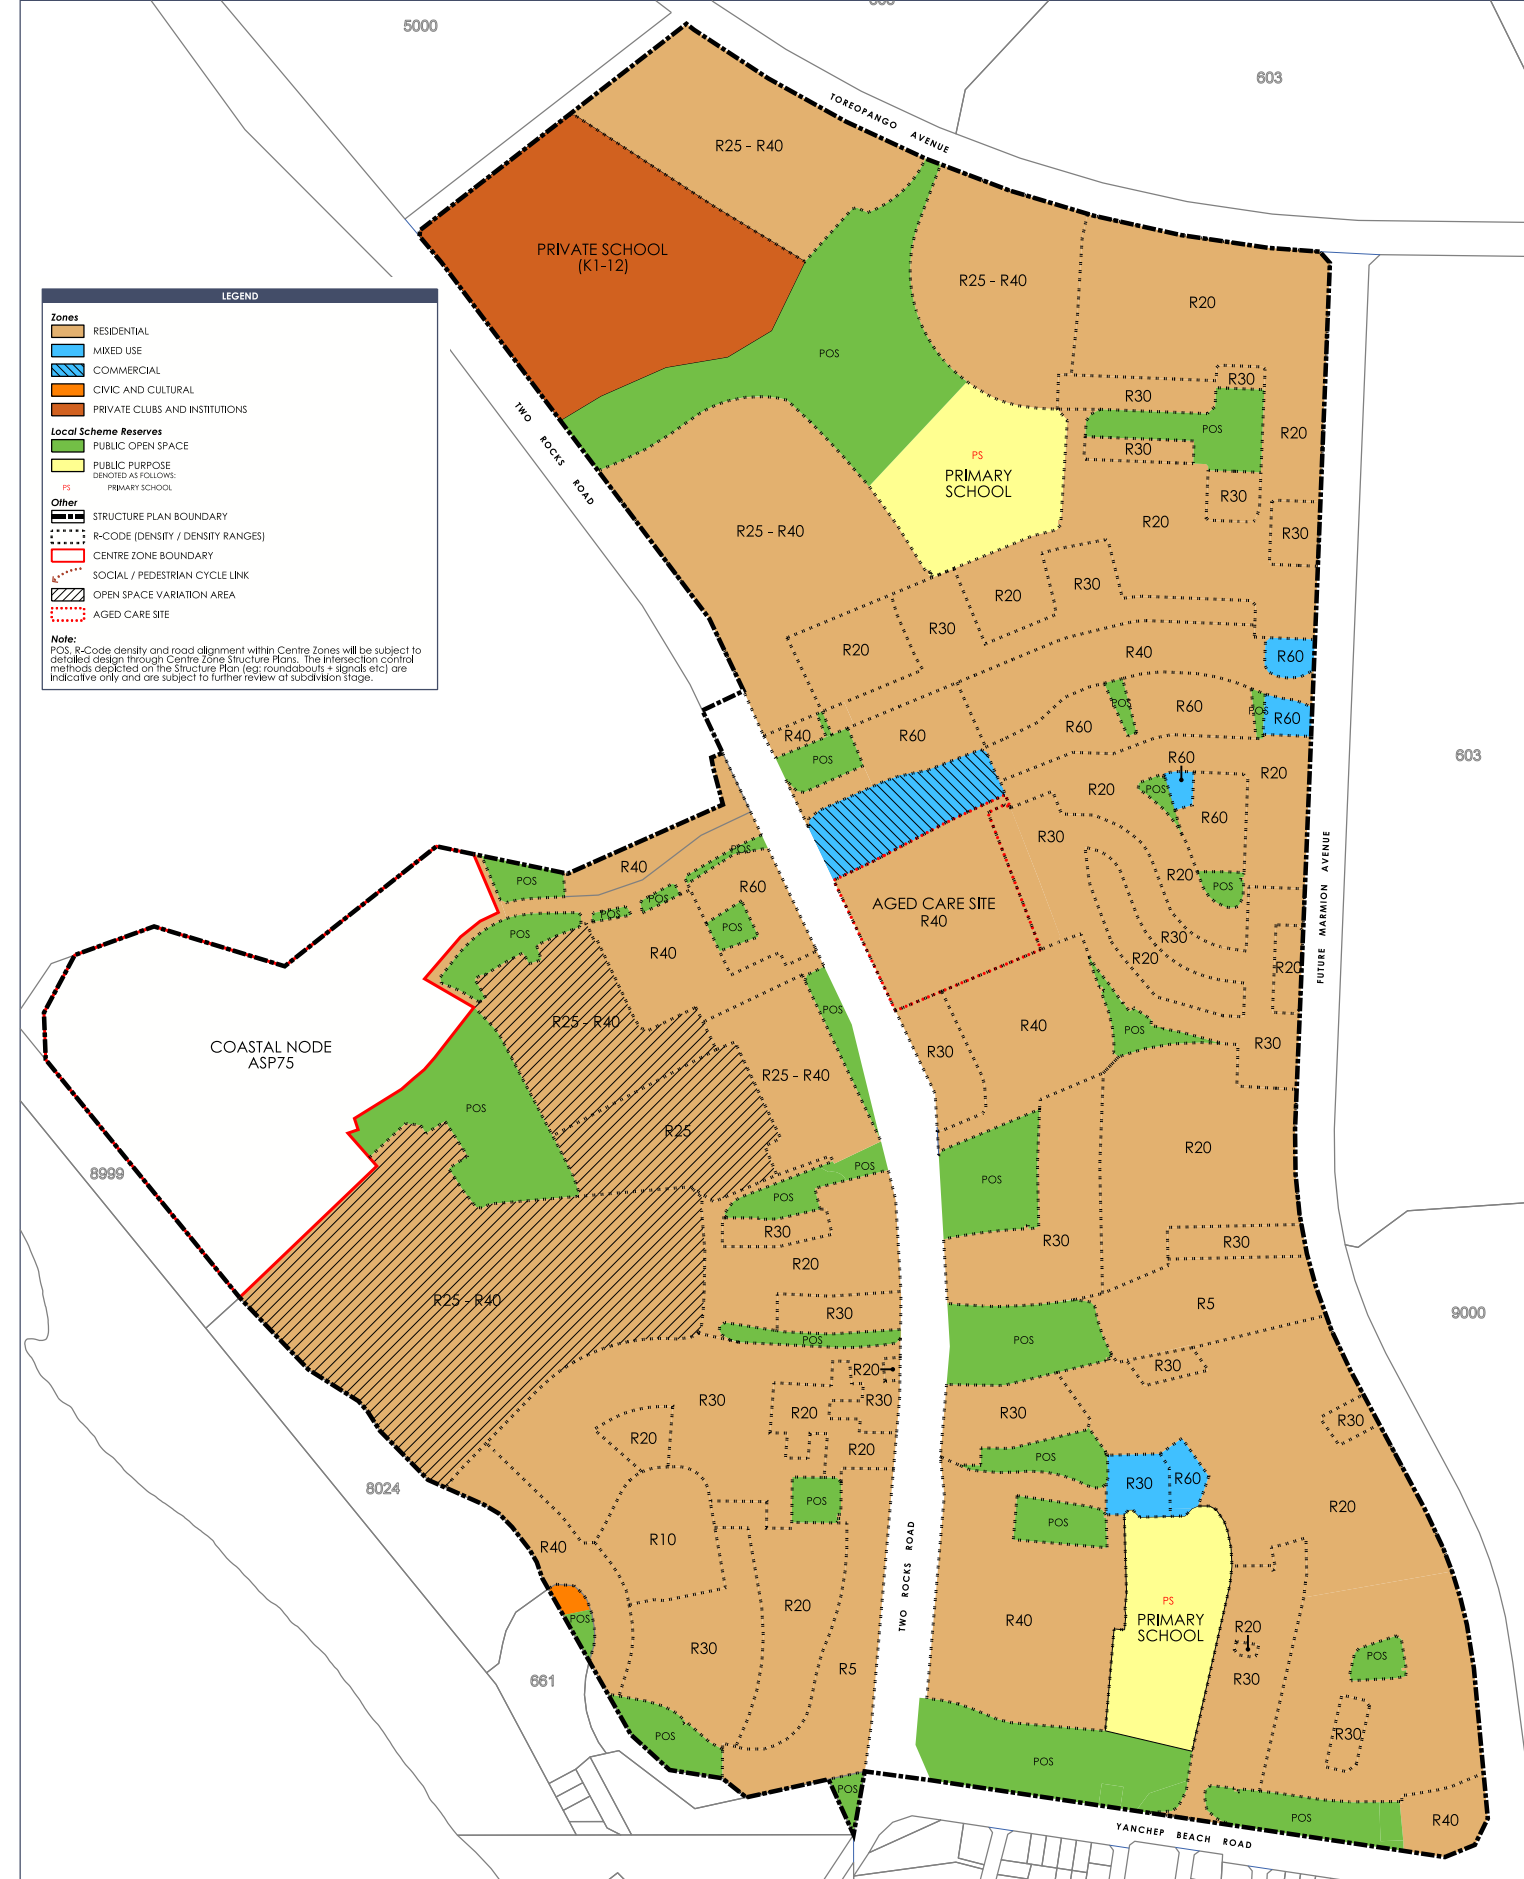 5000
603
TOREOPANGO AVENUE
R25 - R40
PRIVATE SCHOOL
(K1-12)
R25 - R40
R20
LEGEND
Zones
RESIDENTIAL
MIXED USE
COMMERCIAL
CIVIC AND CULTURAL
PRIVATE CLUBS AND INSTITUTIONS
Local Scheme Reserves
PUBLIC OPEN SPACE
PUBLIC PURPOSE
DENOTED AS FOLLOWS:
PS PRIMARY SCHOOL
Other
STRUCTURE PLAN BOUNDARY
R-CODE (DENSITY / DENSITY RANGES)
CENTRE ZONE BOUNDARY
SOCIAL / PEDESTRIAN CYCLE LINK
OPEN SPACE VARIATION AREA
AGED CARE SITE
Note:
POS, R-Code density and road alignment within Centre Zones will be subject to
detailed design through Centre Zone Structure Plans. The intersection control
methods depicted on the Structure Plan (eg: roundabouts + signals etc) are
indicative only and are subject to further review at subdivision stage.
POS
R30
R30
POS
R20
R30
TWO ROCKS ROAD
PS
PRIMARY
SCHOOL
R30
R25 - R40
R20
R30
R30
R20
R30
R20
R40
R60
POS
R60
POS
R60
R60
R40
R60
POS
R60
R20
R20
POS
R60
R30
R20
POS
FUTURE MARMION AVENUE
603
POS
R40
POS
R60
POS
POS
POS
POS
R40
AGED CARE SITE
R40
R30
R20
R20
R25 - R40
POS
R40
POS
R30
R30
COASTAL NODE
ASP75
R25 - R40
POS
R25
R20
8999
POS
POS
POS
R30
R30
R30
R20
R25 - R40
R30
R5
9000
POS
POS
R20
R30
R30
R30
R20
R30
R30
R20
R20
POS
R30
R60
8024
POS
POS
R20
R40
R10
TWO ROCKS ROAD
POS
R20
R40
PS
PRIMARY
SCHOOL
R20
R30
R5
R30
POS
661
POS
R30
POS
POS
POS
R40
YANCHEP BEACH ROAD